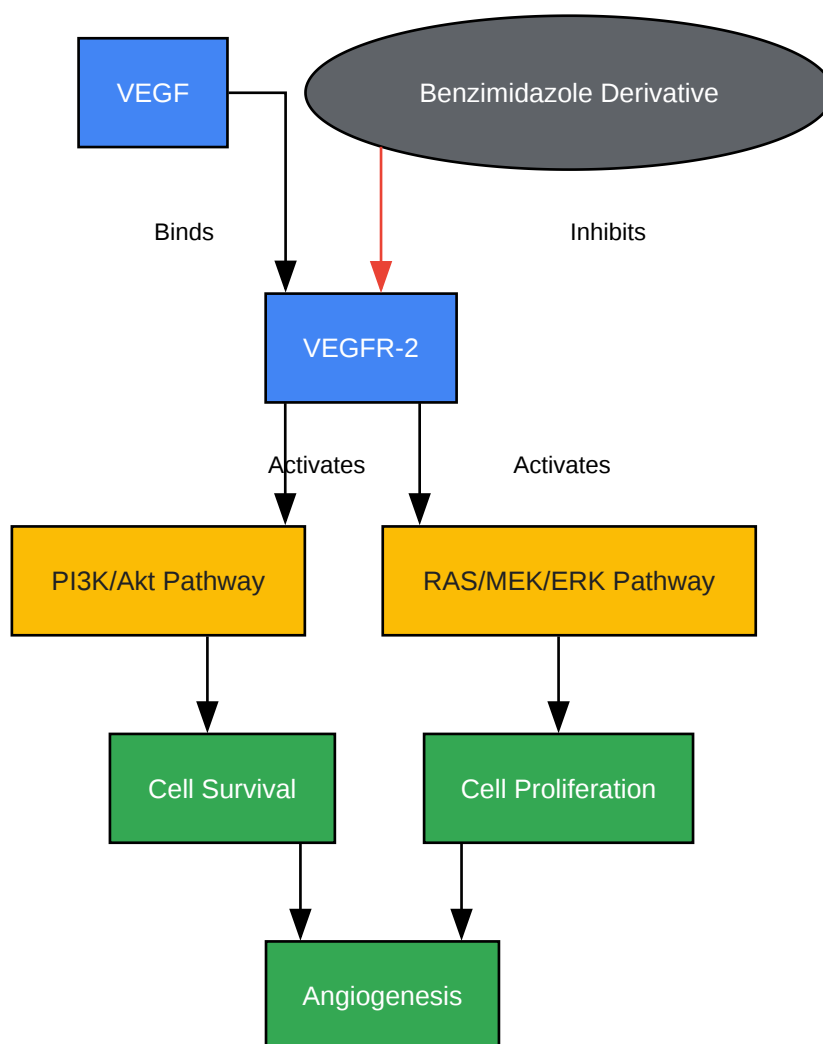 VEGF
Benzimidazole Derivative
Binds
Inhibits
VEGFR-2
Activates
Activates
PI3K/Akt Pathway
RAS/MEK/ERK Pathway
Cell Survival
Cell Proliferation
Angiogenesis